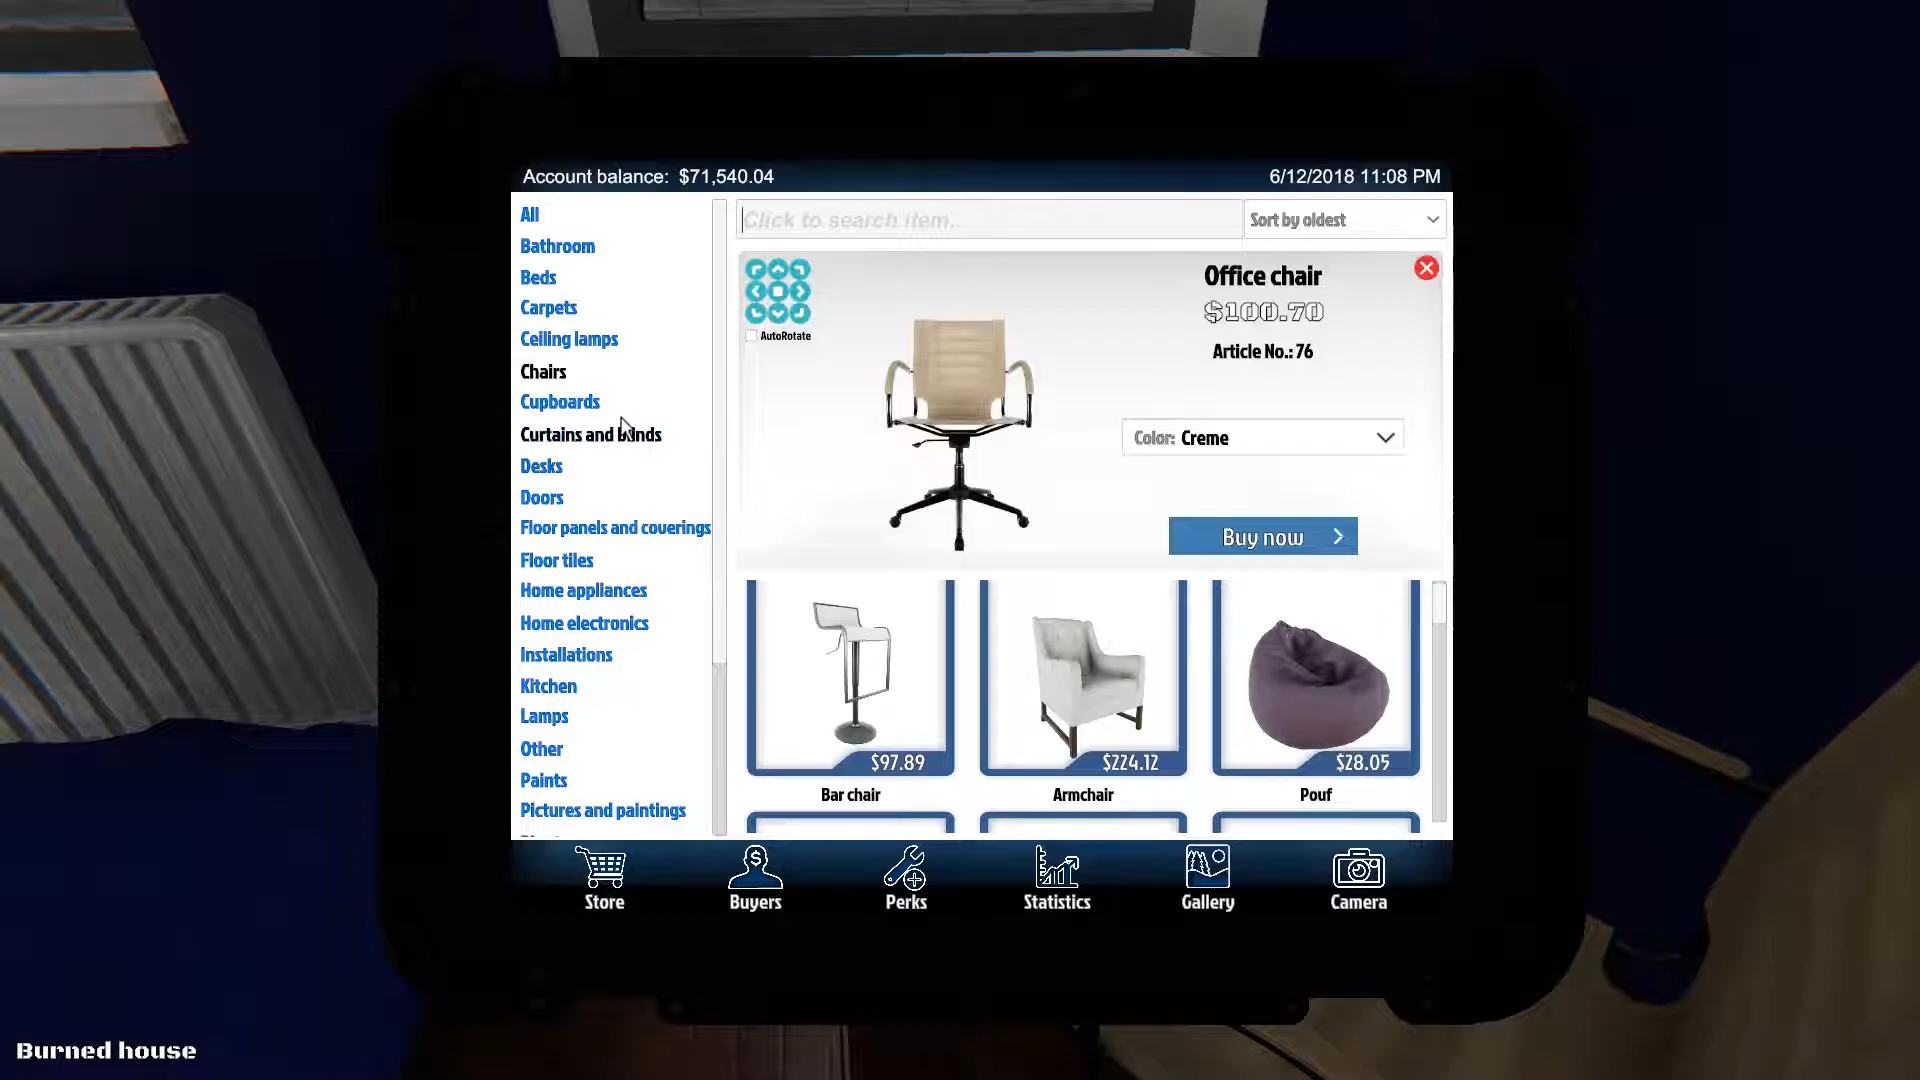 Account balance: $71,540.04
6/12/2018 11:08 PM
All
Bathroom
Beds
Carpets
Ceiling lamps
Chairs
Cupboards
Curtains and blinds
Desks
Doors
Floor panels and coverings
Floor tiles
Home appliances
Home electronics
Installations
Kitchen
Lamps
Other
Paints
Pictures and paintings
Click to search item..
Sort by oldest
AutoRotate
Office chair
$100.70
Article No.: 76
Color: Creme
Buy now
$97.89
$224.12
$28.05
Bar chair
Armchair
Pouf
Store
Buyers
Perks
Statistics
Gallery
Camera
Burned house